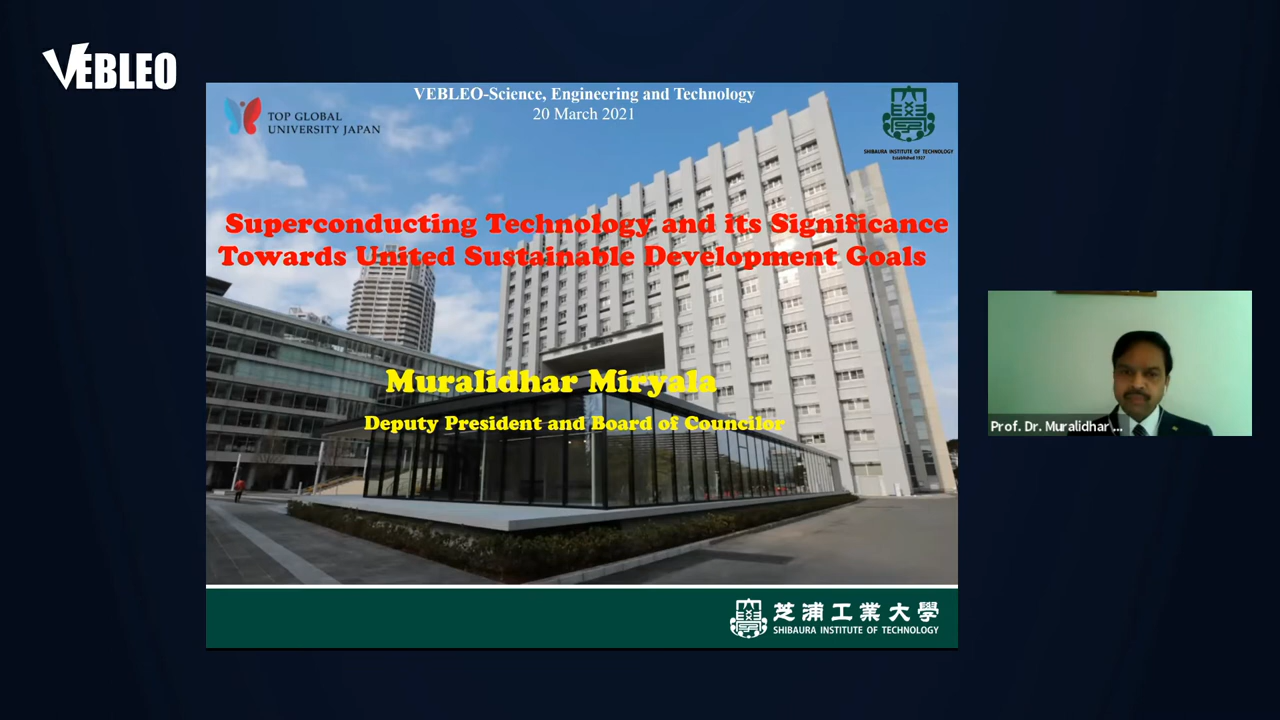 VEBLEO
VEBLEO-Science, Engineering and Technology
20 March 2021
TOP GLOBAL
UNIVERSITY JAPAN
SHIBAURA INSTITUTE OF TECHNOLOGY
Established 1927
Superconducting Technology and its Significance
Towards United Sustainable Development Goals
Muralidhar Miryala
Deputy President and Board of Councilor
Prof. Dr. Muralidhar ...
芝浦工業大學
SHIBAURA INSTITUTE OF TECHNOLOGY